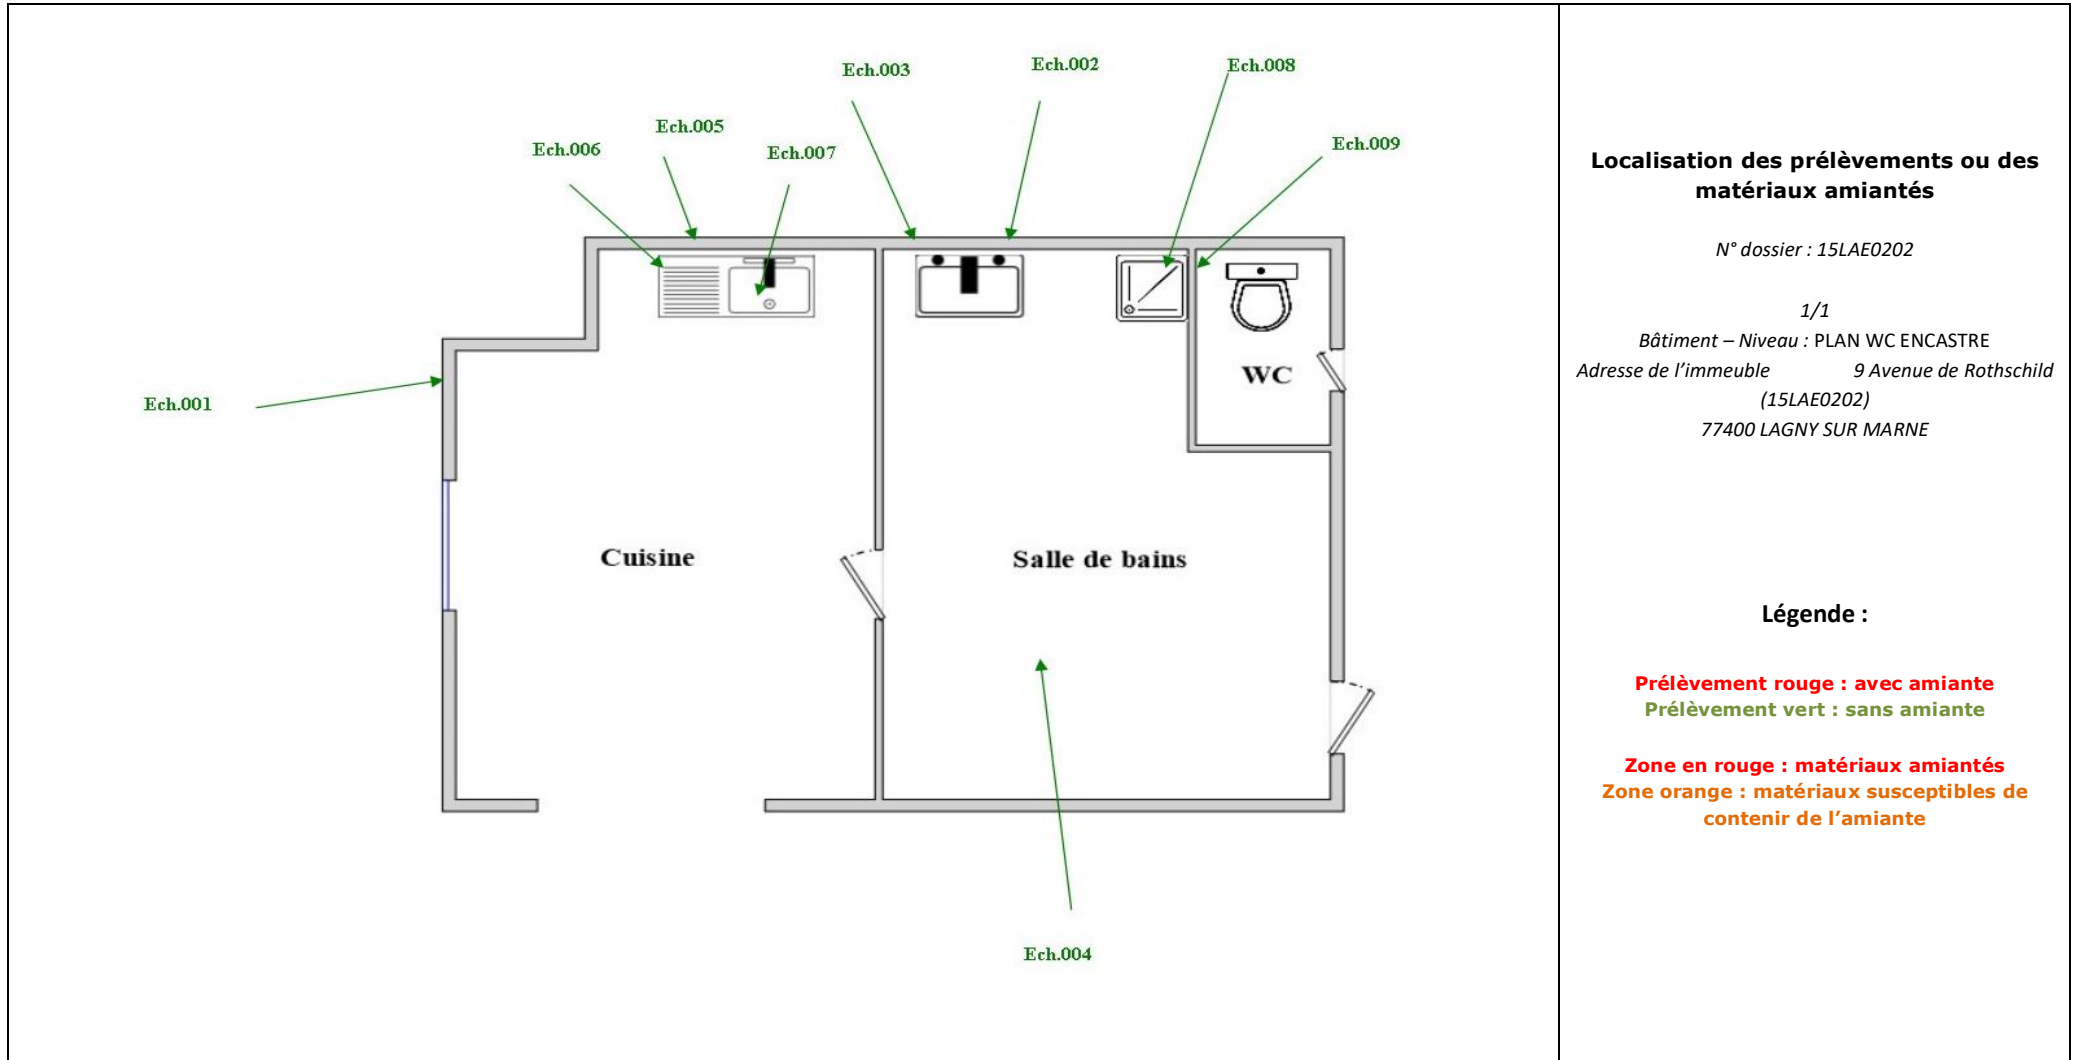 Ech.003
Ech.002
Ech.008
Ech.005
Ech.006
Ech.007
Ech.009
WC
Ech.001
Cuisine
Salle de bains
Ech.004
Localisation des prélèvements ou des
matériaux amiantés
N° dossier : 15LAE0202
1/1
Bâtiment – Niveau : PLAN WC ENCASTRE
Adresse de l'immeuble 9 Avenue de Rothschild
(15LAE0202)
77400 LAGNY SUR MARNE
Légende :
Prélèvement rouge : avec amiante
Prélèvement vert : sans amiante
Zone en rouge : matériaux amiantés
Zone orange : matériaux susceptibles de
contenir de l'amiante